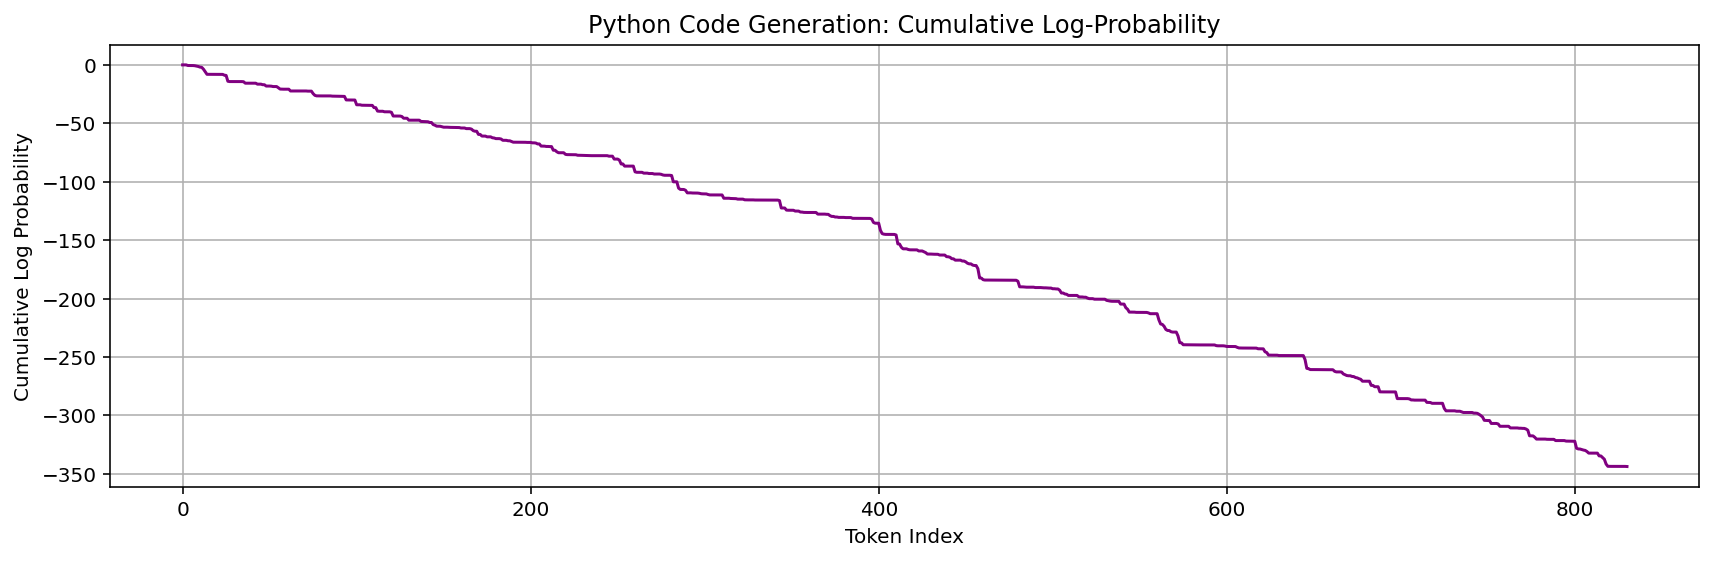 Python Code Generation: Cumulative Log-Probability
Cumulative Log Probability
0
−50
−100
−150
−200
−250
−300
−350
0 200 400 600 800
Token Index